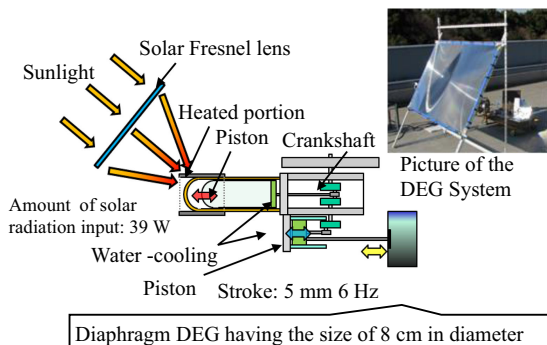 Solar Fresnel lens
Sunlight
Heated portion
Piston
Crankshaft
Picture of the
DEG System
Amount of solar
radiation input: 39 W
Water -cooling
Piston
Stroke: 5 mm 6 Hz
Diaphragm DEG having the size of 8 cm in diameter